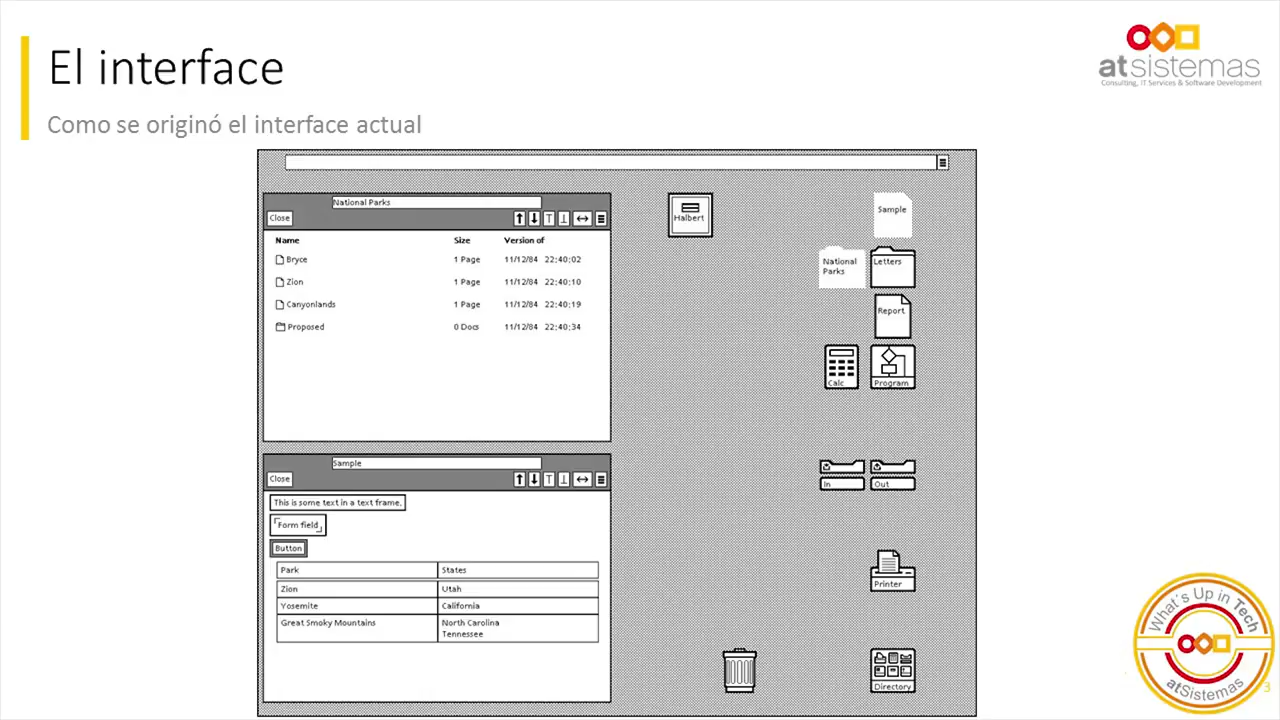 El interface
Como se originó el interface actual
atsistemas
Consulting, IT Services & Software Development
National Parks
Close
Name Size Version of
Bryce 1 Page 11/12/84 22:40:02
Zion 1 Page 11/12/84 22:40:10
Canyonlands 1 Page 11/12/84 22:40:19
Proposed 0 Docs 11/12/84 22:40:34
Sample
Close
This is some text in a text frame.
Form field
Button
Park States
Zion Utah
Yosemite California
Great Smoky Mountains North Carolina
Tennessee
Halbert
Sample
National
Parks
Letters
Report
Calc
Program
In
Out
Printer
Directory
What's Up in Tech
atSistemas
3